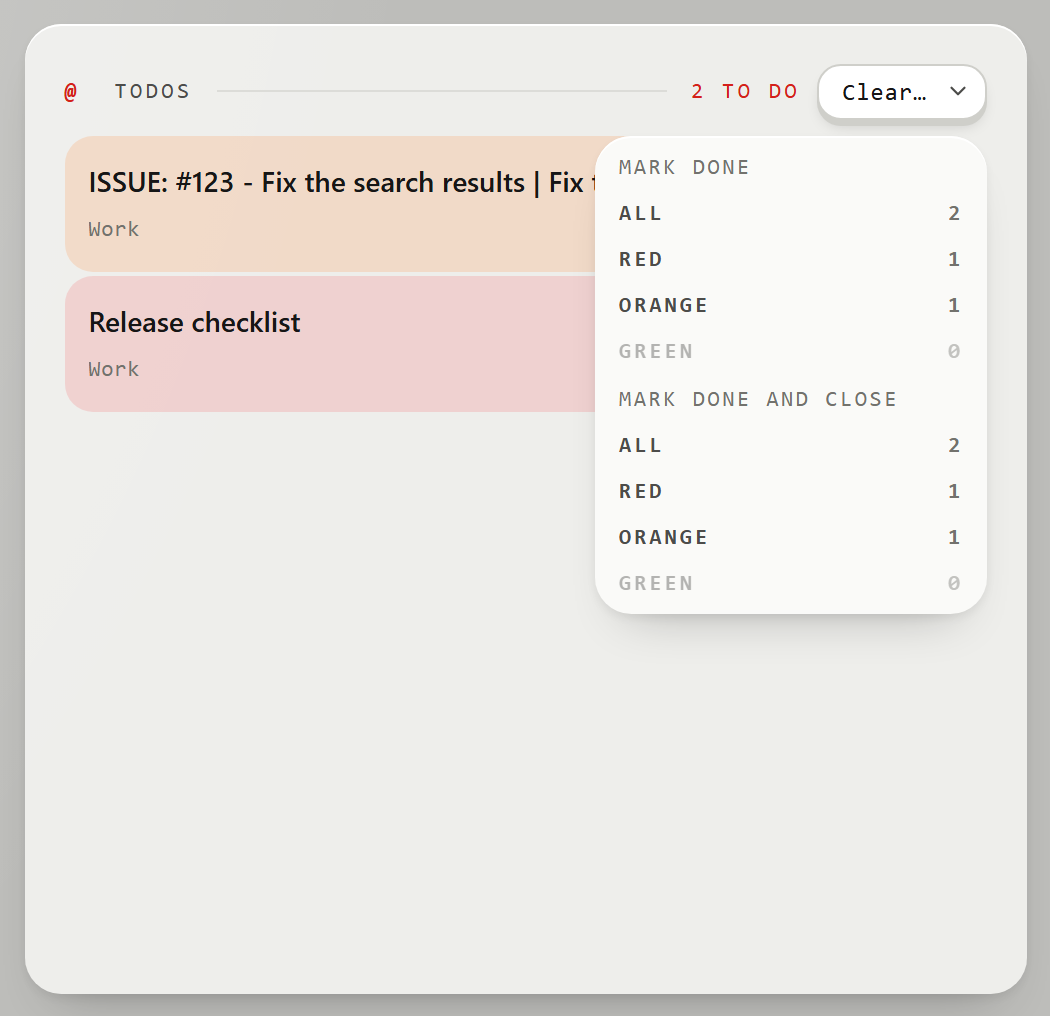 @ TODOS 2 TO DO Clear…
ISSUE: #123 - Fix the search results | Fix
Work
Release checklist
Work
MARK DONE
ALL 2
RED 1
ORANGE 1
GREEN 0
MARK DONE AND CLOSE
ALL 2
RED 1
ORANGE 1
GREEN 0